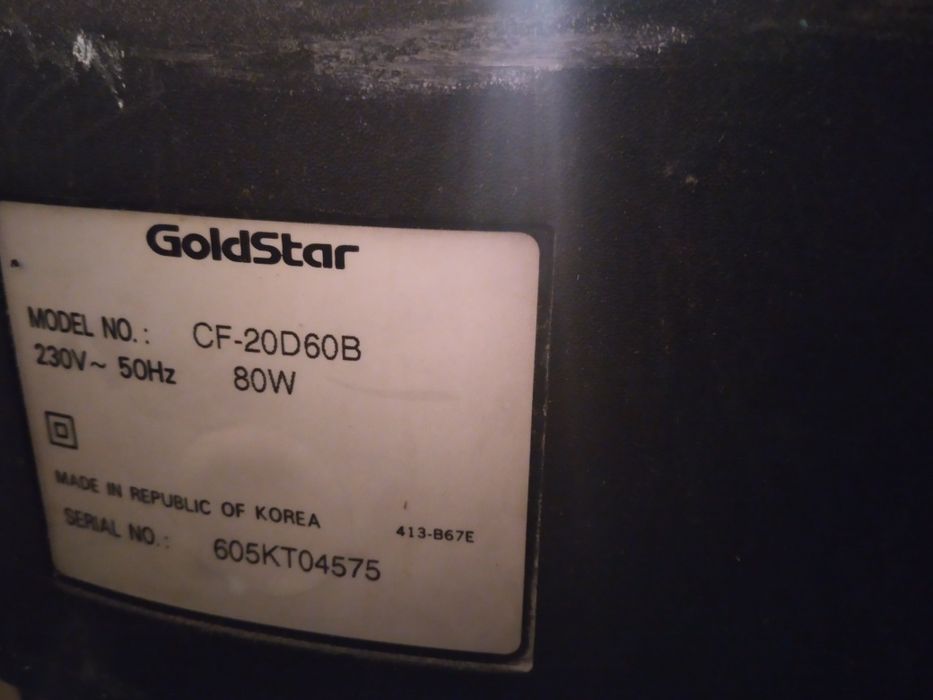 GoldStar
MODEL NO.: CF-20D60B
230V~ 50Hz 80W
MADE IN REPUBLIC OF KOREA
413-B67E
SERIAL NO.: 605KT04575